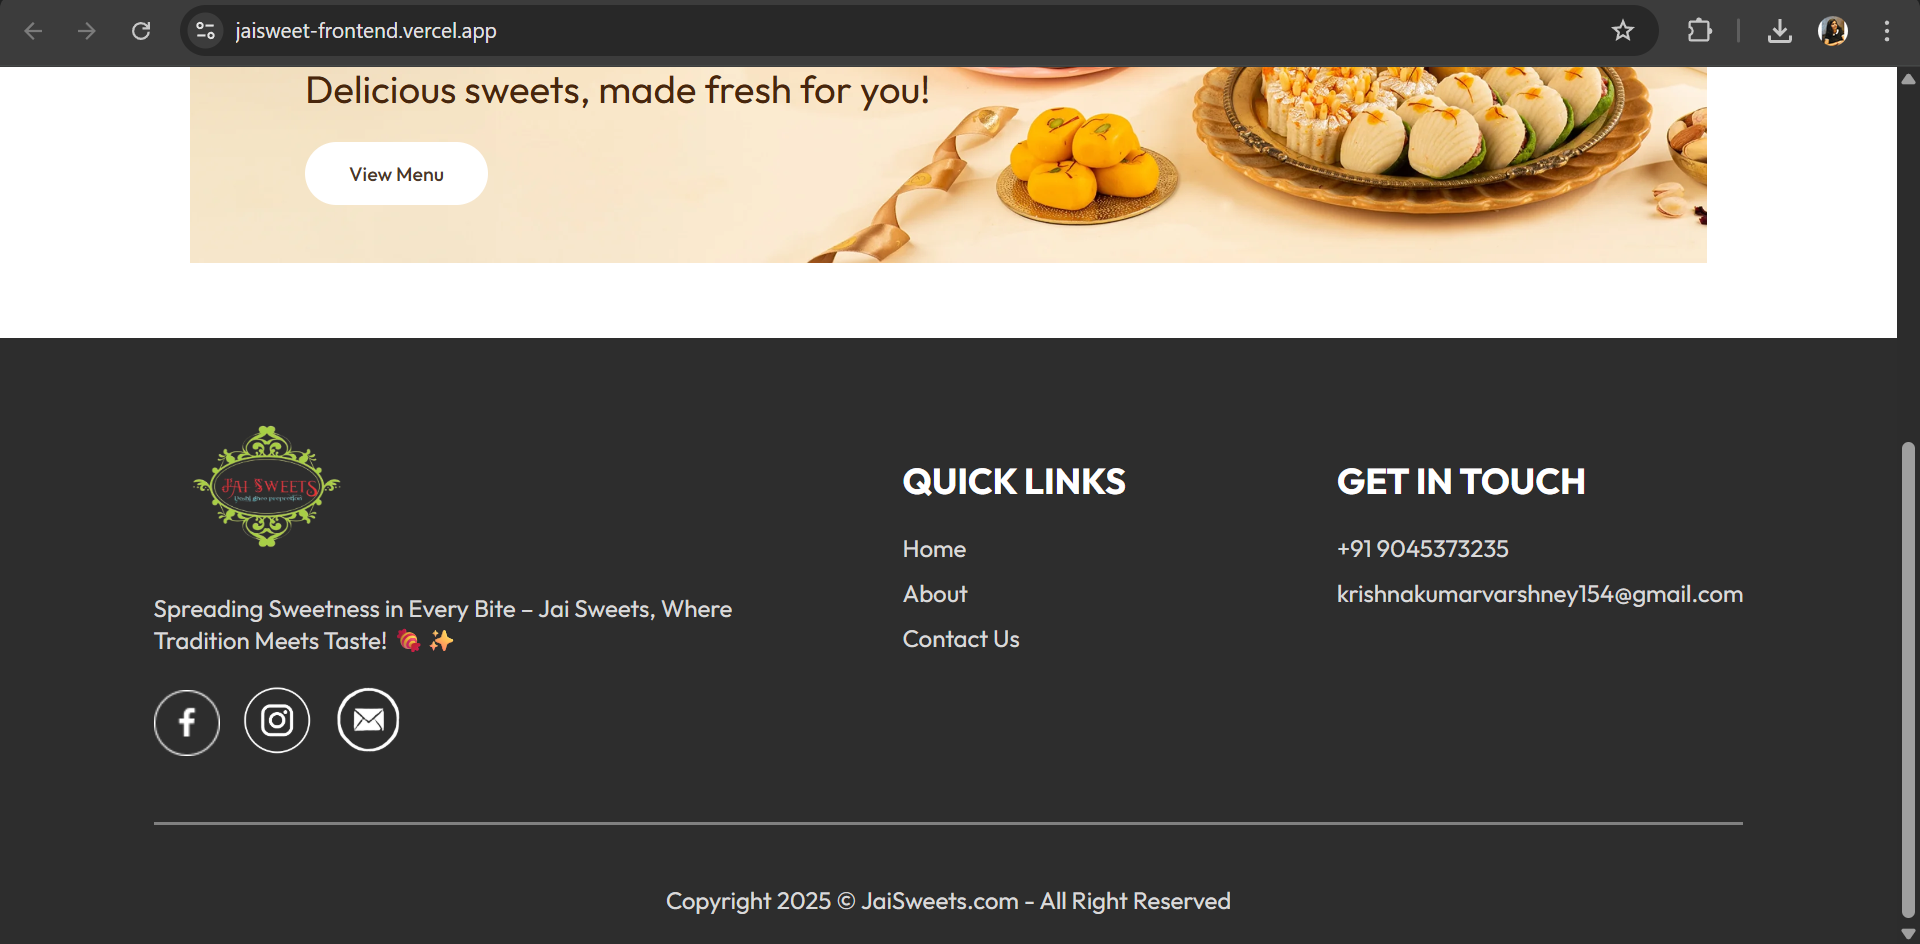 jaisweet-frontend.vercel.app
Delicious sweets, made fresh for you!
View Menu
JAI SWEETS
Spreading Sweetness in Every Bite – Jai Sweets, Where
Tradition Meets Taste! 🍬 ✨
QUICK LINKS
Home
About
Contact Us
GET IN TOUCH
+91 9045373235
krishnakumarvarshney154@gmail.com
Copyright 2025 © JaiSweets.com - All Right Reserved